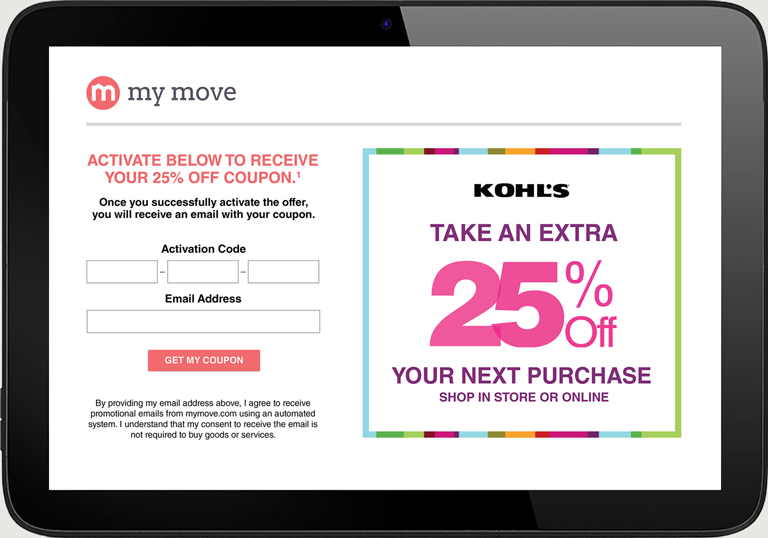 m my move
ACTIVATE BELOW TO RECEIVE
YOUR 25% OFF COUPON.¹
Once you successfully activate the offer,
you will receive an email with your coupon.
Activation Code
– –
Email Address
GET MY COUPON
By providing my email address above, I agree to receive
promotional emails from mymove.com using an automated
system. I understand that my consent to receive the email is
not required to buy goods or services.
KOHL'S
TAKE AN EXTRA
25% Off
YOUR NEXT PURCHASE
SHOP IN STORE OR ONLINE